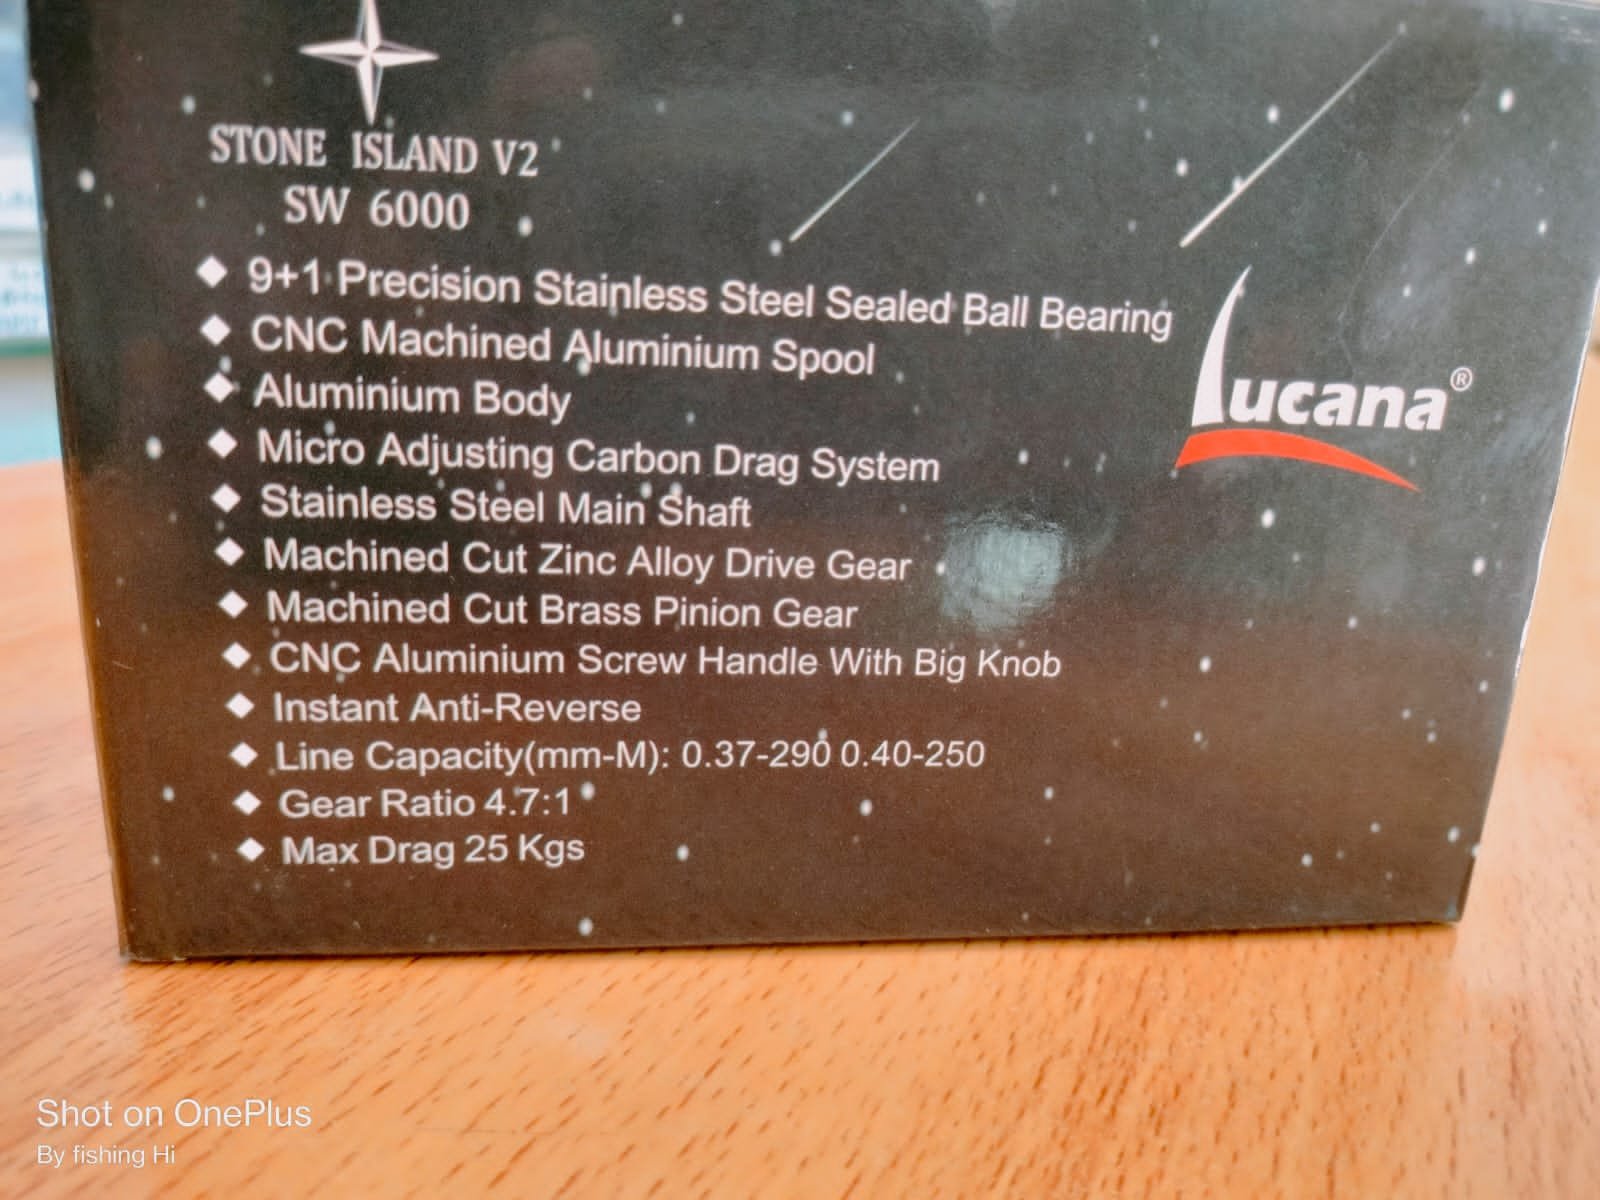 STONE ISLAND V2
SW 6000
9+1 Precision Stainless Steel Sealed Ball Bearing
CNC Machined Aluminium Spool
Aluminium Body
Micro Adjusting Carbon Drag System
Stainless Steel Main Shaft
Machined Cut Zinc Alloy Drive Gear
Machined Cut Brass Pinion Gear
CNC Aluminium Screw Handle With Big Knob
Instant Anti-Reverse
Line Capacity(mm-M): 0.37-290 0.40-250
Gear Ratio 4.7:1
Max Drag 25 Kgs
Lucana®
Shot on OnePlus
By fishing Hi